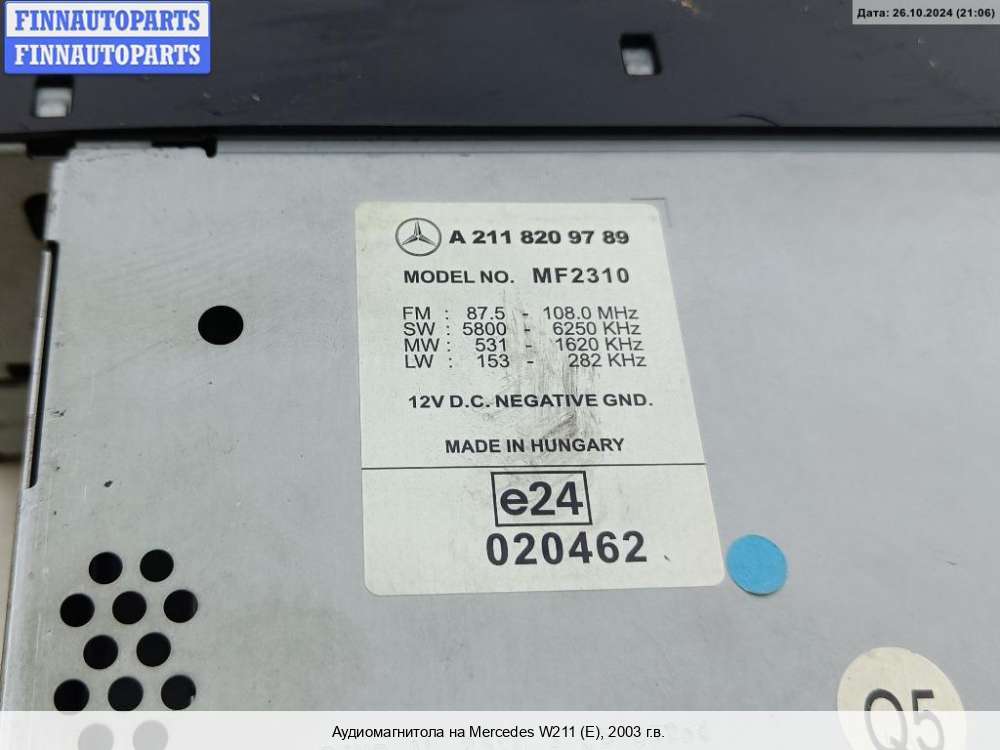 FINNAUTOPARTS
FINNAUTOPARTS
Дата: 26.10.2024 (21:06)
A 211 820 97 89
MODEL NO. MF2310
FM : 87.5 - 108.0 MHz
SW : 5800 - 6250 KHz
MW : 531 - 1620 KHz
LW : 153 - 282 KHz
12V D.C. NEGATIVE GND.
MADE IN HUNGARY
e24
020462
Q5
Аудиомагнитола на Mercedes W211 (E), 2003 г.в.